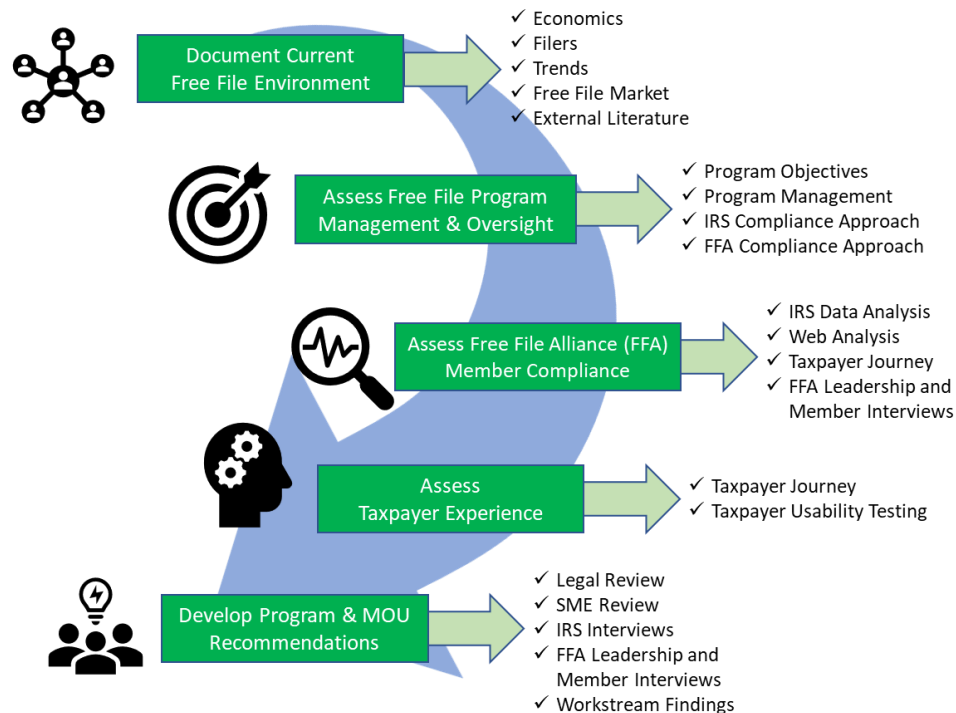 Document Current
Free File Environment
✓ Economics
✓ Filers
✓ Trends
✓ Free File Market
✓ External Literature
Assess Free File Program
Management & Oversight
✓ Program Objectives
✓ Program Management
✓ IRS Compliance Approach
✓ FFA Compliance Approach
Assess Free File Alliance (FFA)
Member Compliance
✓ IRS Data Analysis
✓ Web Analysis
✓ Taxpayer Journey
✓ FFA Leadership and
Member Interviews
Assess
Taxpayer Experience
✓ Taxpayer Journey
✓ Taxpayer Usability Testing
Develop Program & MOU
Recommendations
✓ Legal Review
✓ SME Review
✓ IRS Interviews
✓ FFA Leadership and
Member Interviews
✓ Workstream Findings